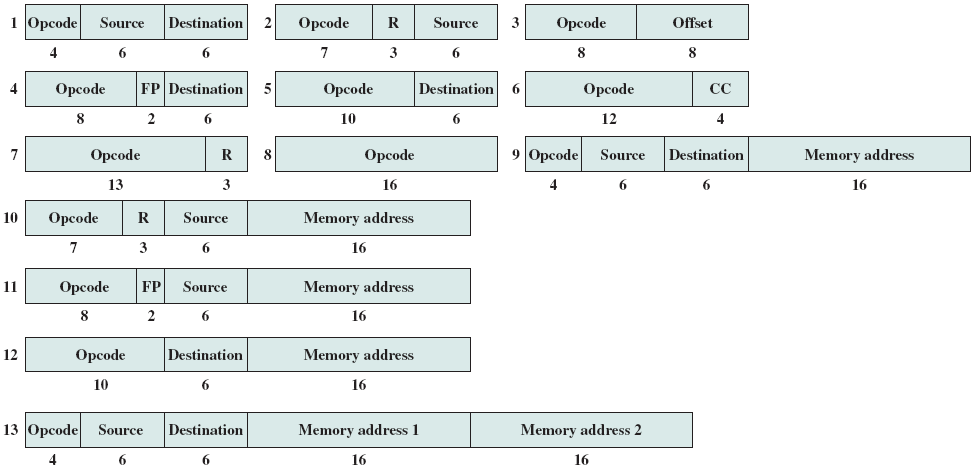 1 Opcode Source Destination 2 Opcode R Source 3 Opcode Offset
4 6 6 7 3 6 8 8
4 Opcode FP Destination 5 Opcode Destination 6 Opcode CC
8 2 6 10 6 12 4
7 Opcode R 8 Opcode 9 Opcode Source Destination Memory address
13 3 16 4 6 6 16
10 Opcode R Source Memory address
7 3 6 16
11 Opcode FP Source Memory address
8 2 6 16
12 Opcode Destination Memory address
10 6 16
13 Opcode Source Destination Memory address 1 Memory address 2
4 6 6 16 16